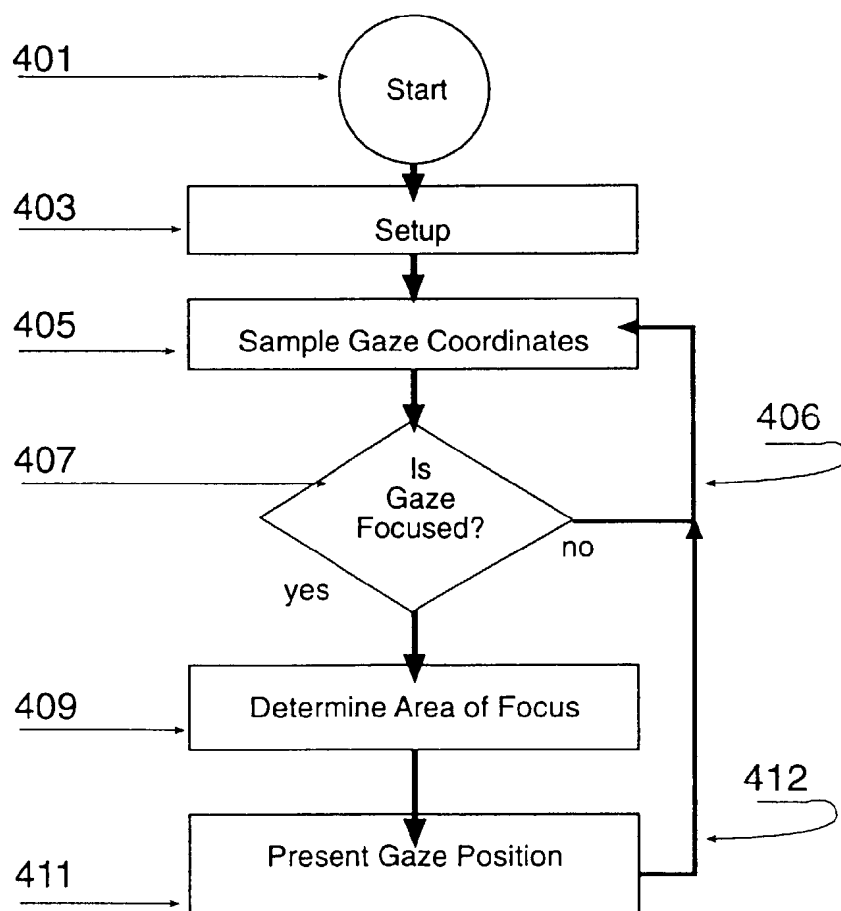 401
Start
403
Setup
405
Sample Gaze Coordinates
406
407
Is
Gaze
Focused?
no
yes
409
Determine Area of Focus
412
Present Gaze Position
411